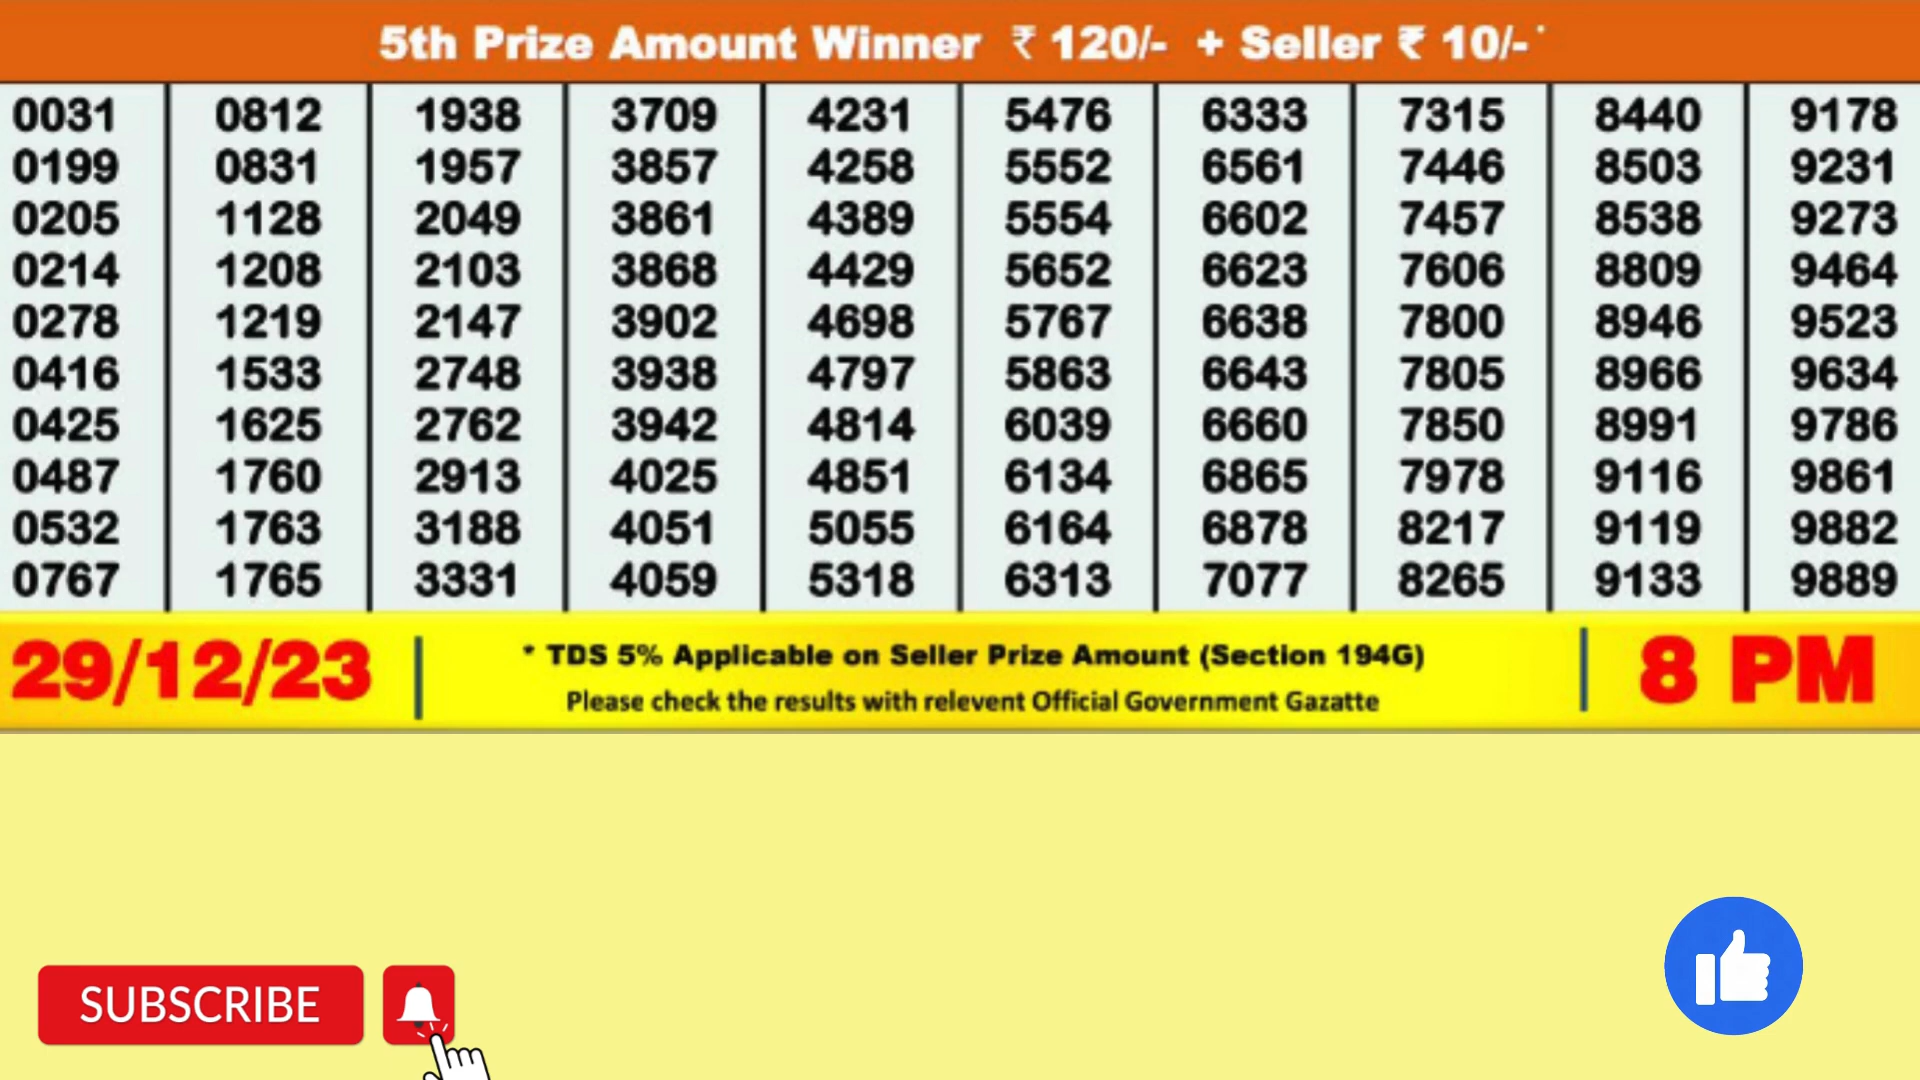 5th Prize Amount Winner ₹ 120/- + Seller ₹ 10/-*
0031 0812 1938 3709 4231 5476 6333 7315 8440 9178
0199 0831 1957 3857 4258 5552 6561 7446 8503 9231
0205 1128 2049 3861 4389 5554 6602 7457 8538 9273
0214 1208 2103 3868 4429 5652 6623 7606 8809 9464
0278 1219 2147 3902 4698 5767 6638 7800 8946 9523
0416 1533 2748 3938 4797 5863 6643 7805 8966 9634
0425 1625 2762 3942 4814 6039 6660 7850 8991 9786
0487 1760 2913 4025 4851 6134 6865 7978 9116 9861
0532 1763 3188 4051 5055 6164 6878 8217 9119 9882
0767 1765 3331 4059 5318 6313 7077 8265 9133 9889
29/12/23
* TDS 5% Applicable on Seller Prize Amount (Section 194G)
Please check the results with relevent Official Government Gazatte
8 PM
SUBSCRIBE